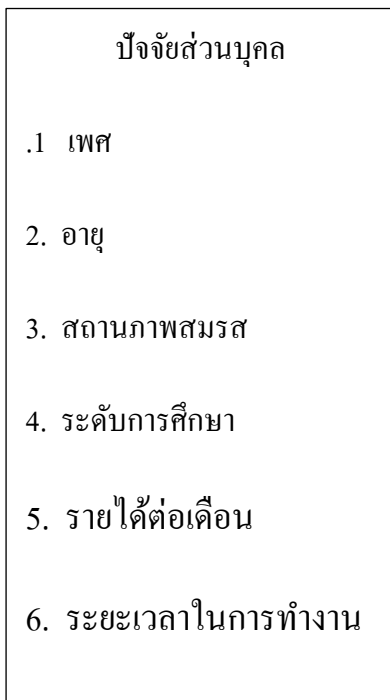 ปัจจัยส่วนบุคล
.1 เพศ
2. อายุ
3. สถานภาพสมรส
4. ระดับการศึกษา
5. รายได้ต่อเดือน
6. ระยะเวลาในการทำงาน